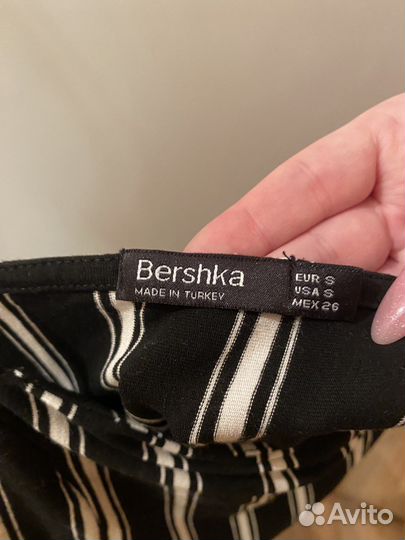 Bershka
MADE IN TURKEY
EUR S
USA S
MEX 26
Avito